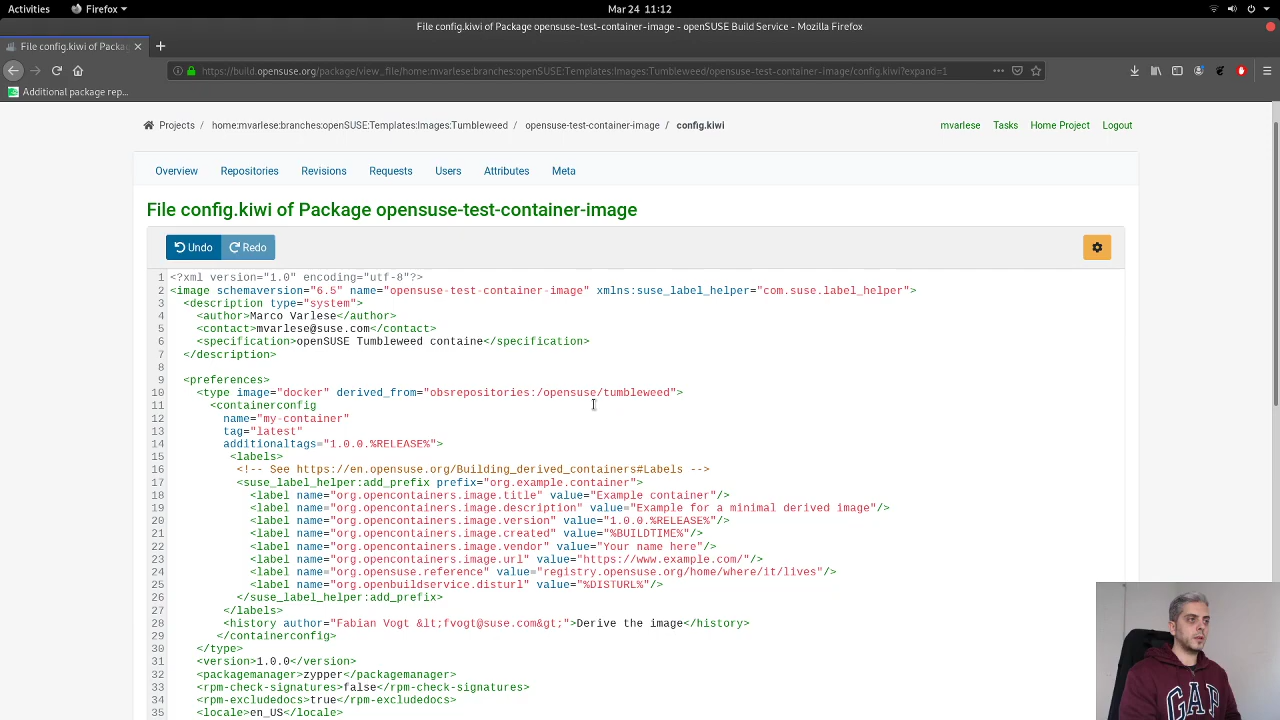 Activities
Firefox
Mar 24 11:12
File config.kiwi of Package opensuse-test-container-image - openSUSE Build Service - Mozilla Firefox
File config.kiwi of Packa
https://build.opensuse.org/package/view_file/home:mvarlese:branches:openSUSE:Templates:Images:Tumbleweed/opensuse-test-container-image/config.kiwi?expand=1
Additional package rep...
Projects / home:mvarlese:branches:openSUSE:Templates:Images:Tumbleweed / opensuse-test-container-image / config.kiwi
mvarlese Tasks Home Project Logout
Overview Repositories Revisions Requests Users Attributes Meta
File config.kiwi of Package opensuse-test-container-image
Undo Redo
1 <?xml version="1.0" encoding="utf-8"?>
2 <image schemaversion="6.5" name="opensuse-test-container-image" xmlns:suse_label_helper="com.suse.label_helper">
3 <description type="system">
4 <author>Marco Varlese</author>
5 <contact>mvarlese@suse.com</contact>
6 <specification>openSUSE Tumbleweed containe</specification>
7 </description>
8
9 <preferences>
10 <type image="docker" derived_from="obsrepositories:/opensuse/tumbleweed">
11 <containerconfig
12 name="my-container"
13 tag="latest"
14 additionaltags="1.0.0.%RELEASE%">
15 <labels>
16 <!-- See https://en.opensuse.org/Building_derived_containers#Labels -->
17 <suse_label_helper:add_prefix prefix="org.example.container">
18 <label name="org.opencontainers.image.title" value="Example container"/>
19 <label name="org.opencontainers.image.description" value="Example for a minimal derived image"/>
20 <label name="org.opencontainers.image.version" value="1.0.0.%RELEASE%"/>
21 <label name="org.opencontainers.image.created" value="%BUILDTIME%"/>
22 <label name="org.opencontainers.image.vendor" value="Your name here"/>
23 <label name="org.opencontainers.image.url" value="https://www.example.com/"/>
24 <label name="org.opensuse.reference" value="registry.opensuse.org/home/where/it/lives"/>
25 <label name="org.openbuildservice.disturl" value="%DISTURL%"/>
26 </suse_label_helper:add_prefix>
27 </labels>
28 <history author="Fabian Vogt &lt;fvogt@suse.com&gt;">Derive the image</history>
29 </containerconfig>
30 </type>
31 <version>1.0.0</version>
32 <packagemanager>zypper</packagemanager>
33 <rpm-check-signatures>false</rpm-check-signatures>
34 <rpm-excludedocs>true</rpm-excludedocs>
35 <locale>en_US</locale>
GAP